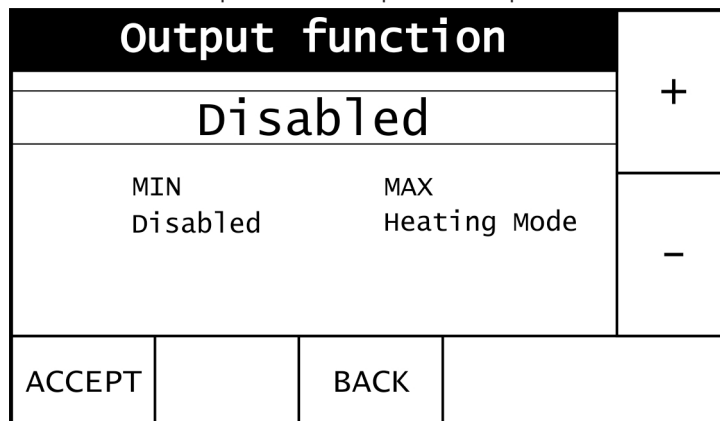 Output function
Disabled
+
MIN MAX
Disabled Heating Mode
-
ACCEPT BACK